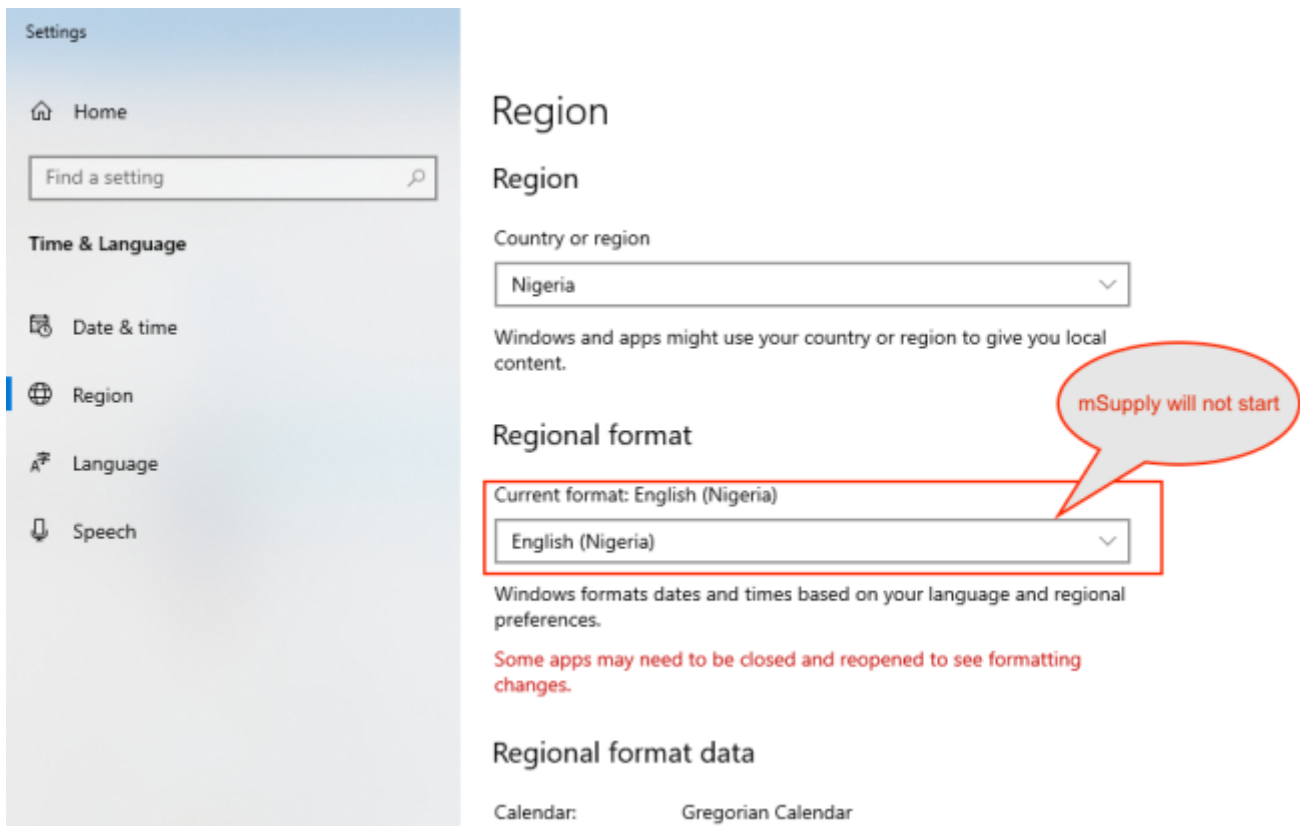 Settings
Home
Find a setting
Time & Language
Date & time
Region
Language
Speech
Region
Region
Country or region
Nigeria
Windows and apps might use your country or region to give you local
content.
mSupply will not start
Regional format
Current format: English (Nigeria)
English (Nigeria)
Windows formats dates and times based on your language and regional
preferences.
Some apps may need to be closed and reopened to see formatting
changes.
Regional format data
Calendar: Gregorian Calendar